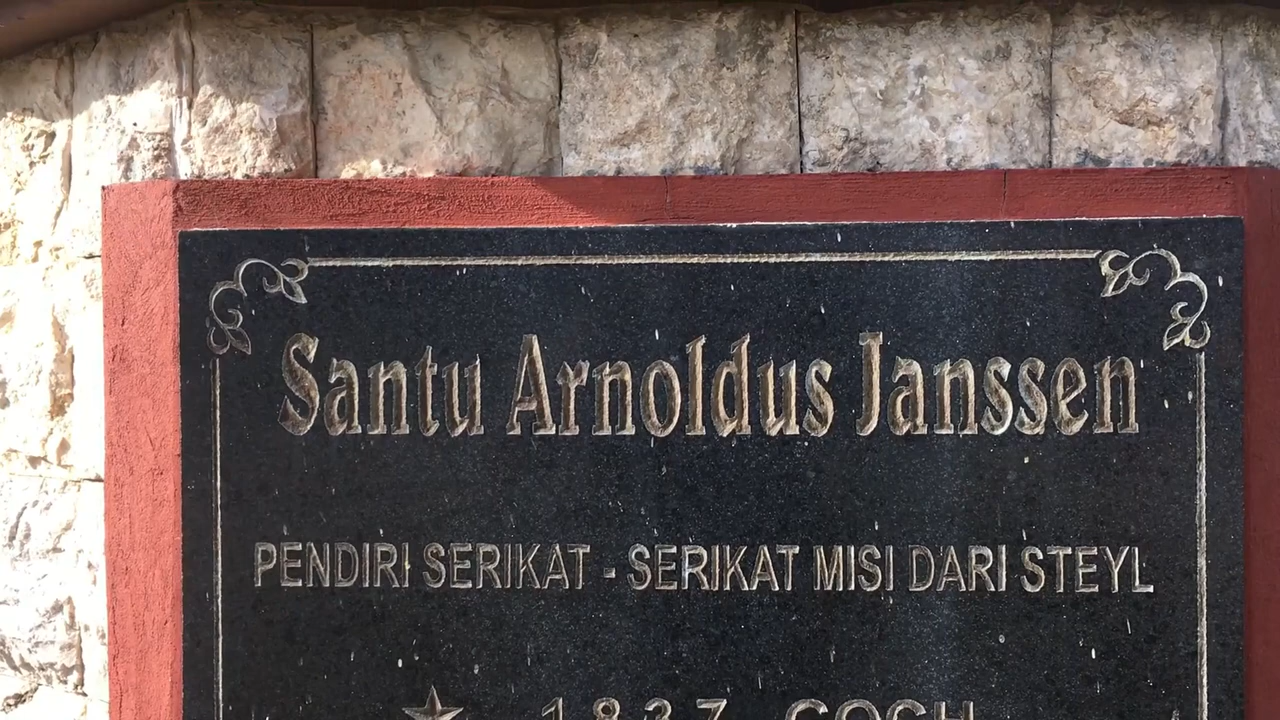 Santu Arnoldus Janssen
PENDIRI SERIKAT - SERIKAT MISI DARI STEYL
1837 GOCH